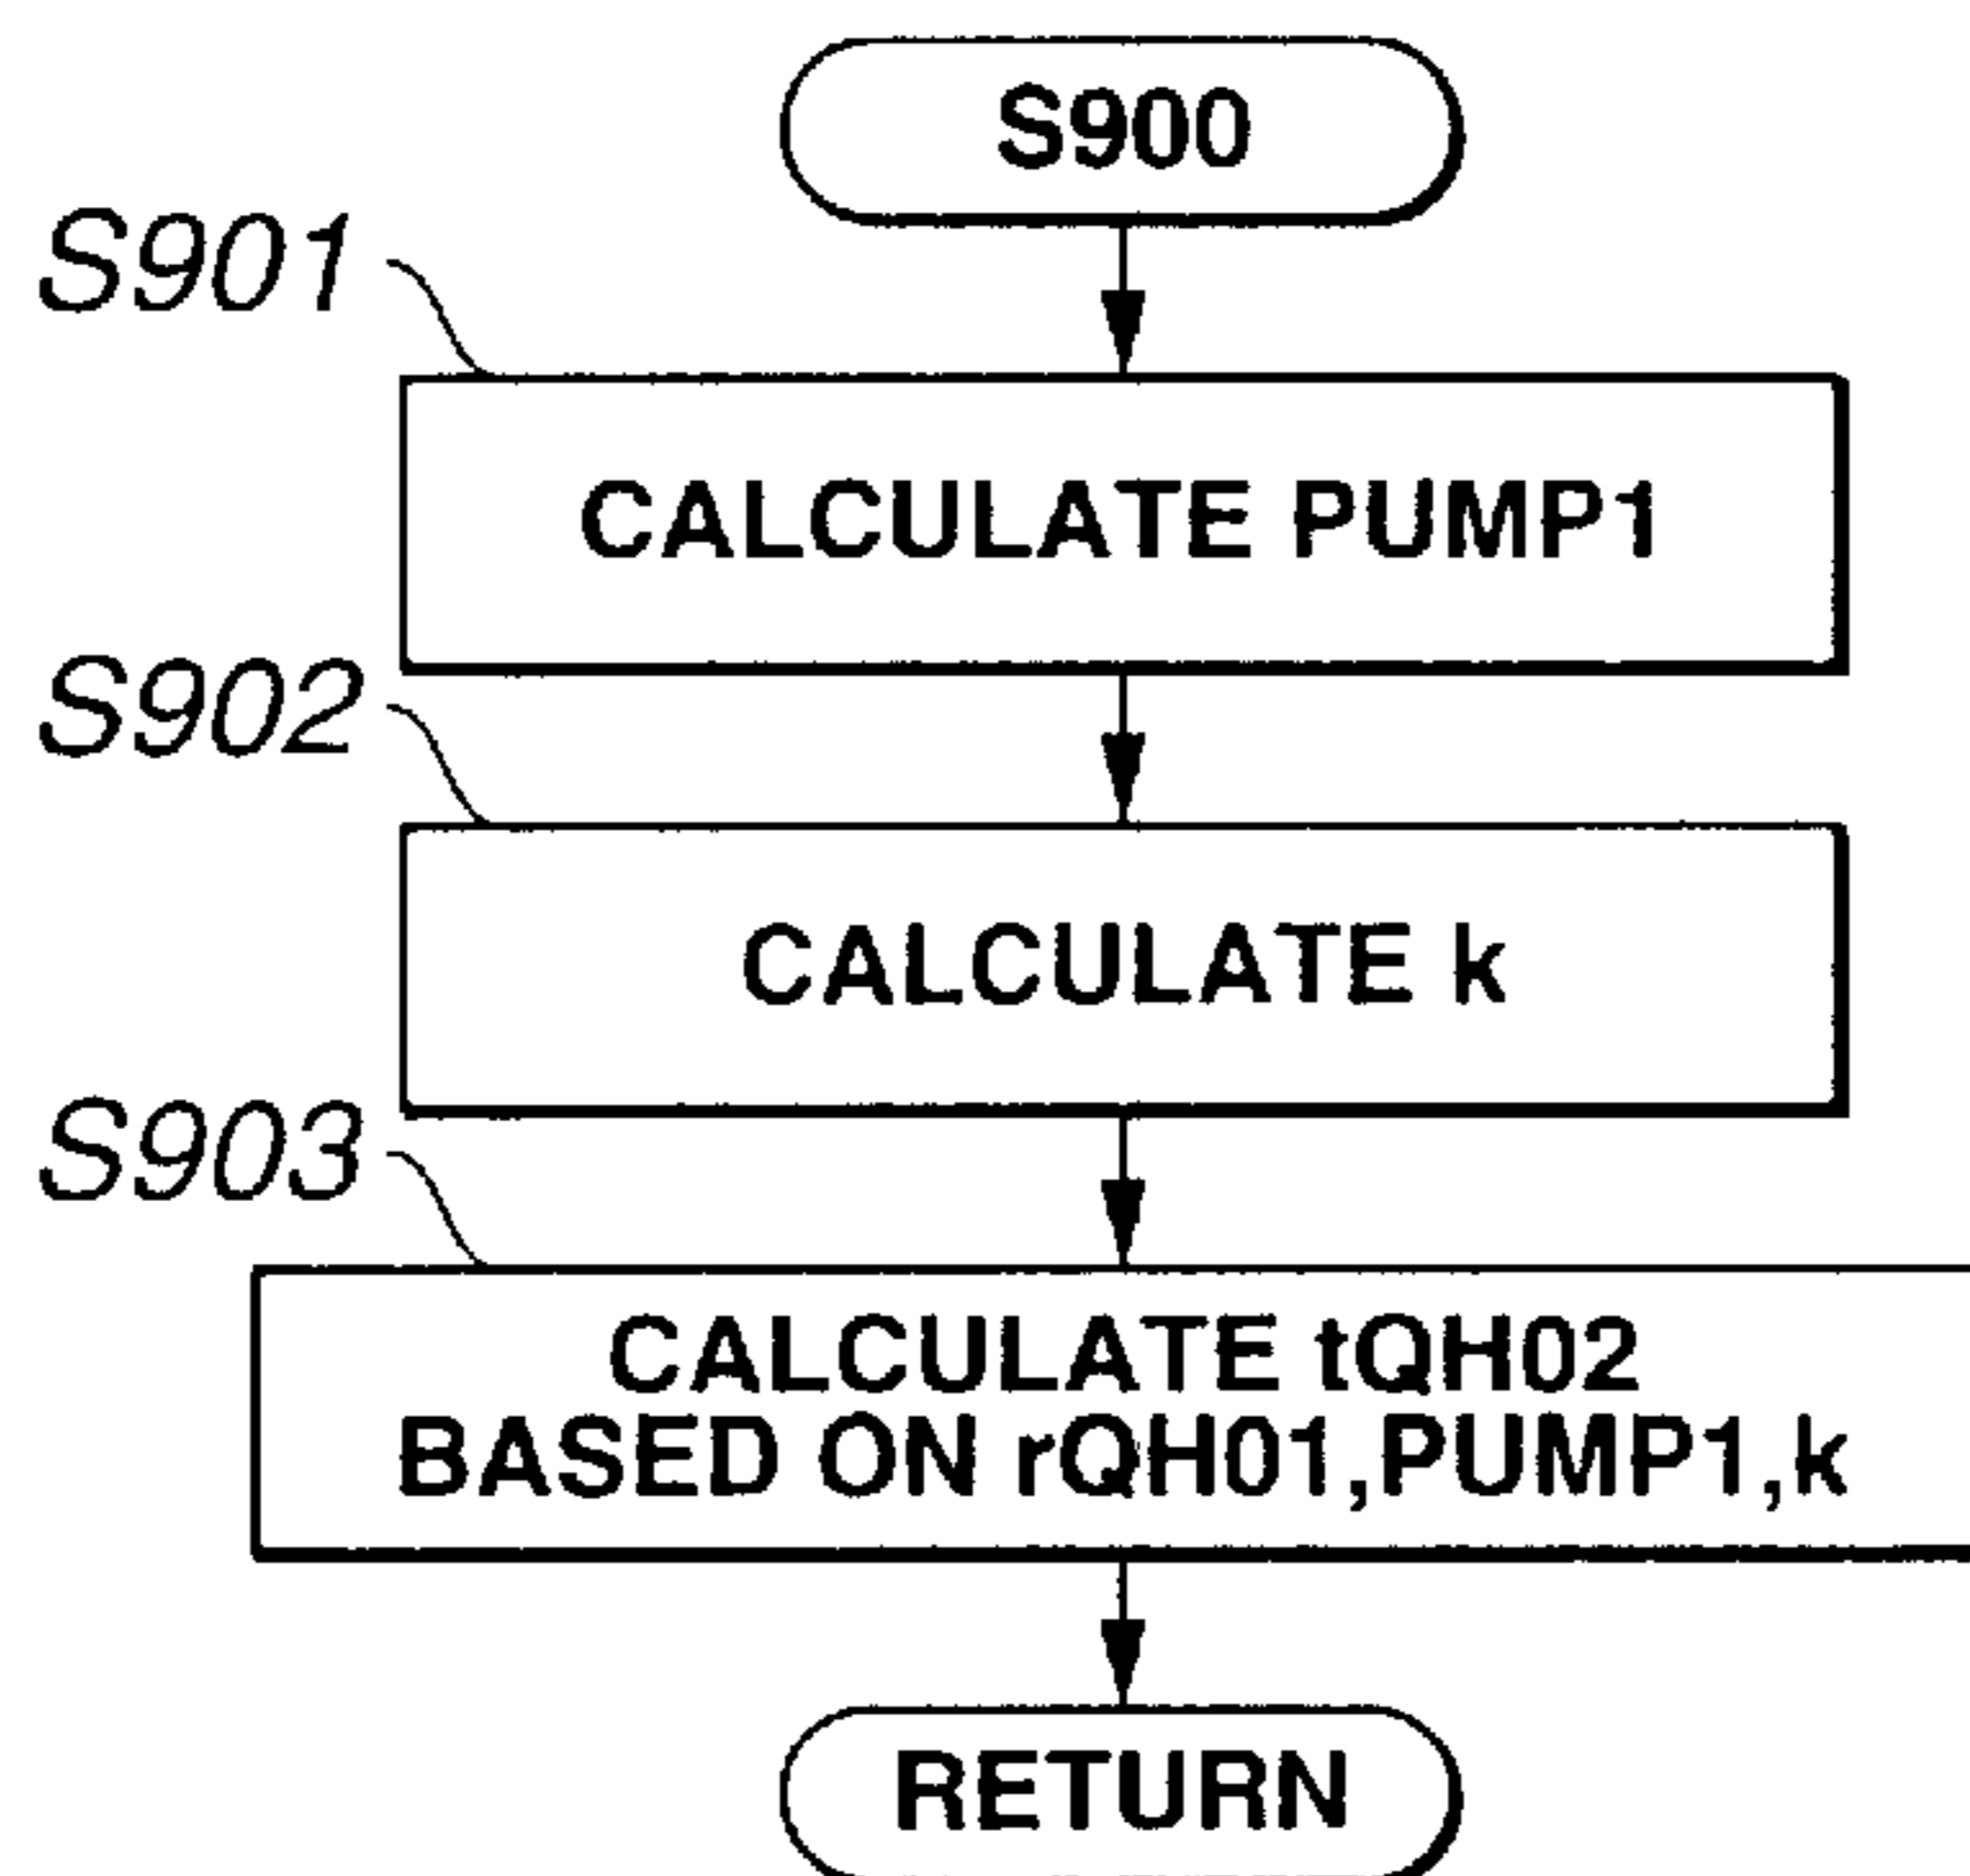 S900
S901
CALCULATE PUMP1
S902
CALCULATE k
S903
CALCULATE tQH02
BASED ON rQH01,PUMP1,k
RETURN